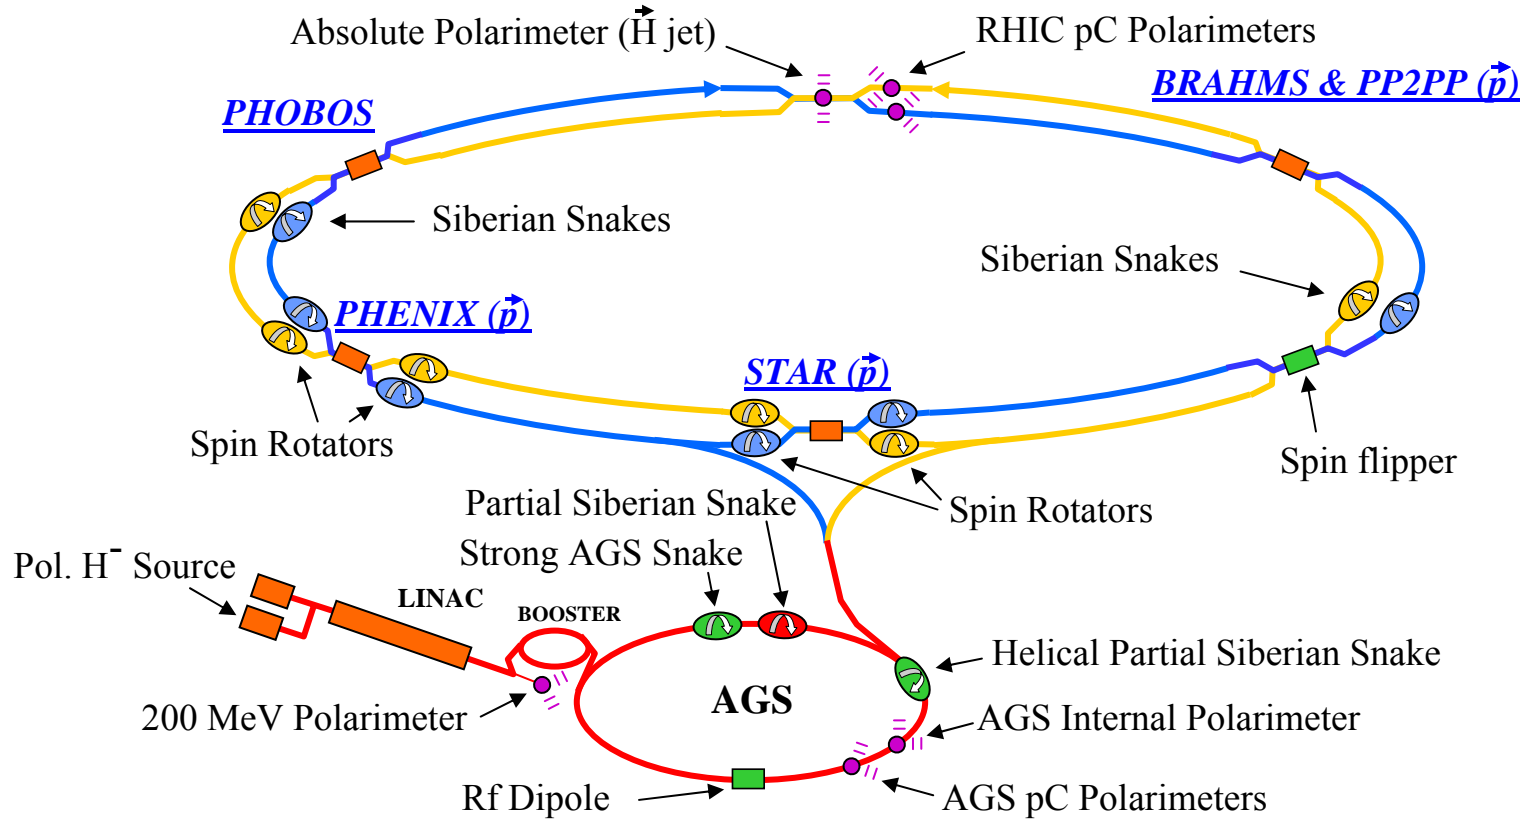 Absolute Polarimeter (H⃗ jet)
RHIC pC Polarimeters
BRAHMS & PP2PP (p⃗)
PHOBOS
Siberian Snakes
Siberian Snakes
PHENIX (p⃗)
STAR (p⃗)
Spin Rotators
Spin flipper
Partial Siberian Snake
Spin Rotators
Strong AGS Snake
Pol. H⁻ Source
LINAC
BOOSTER
Helical Partial Siberian Snake
AGS
200 MeV Polarimeter
AGS Internal Polarimeter
Rf Dipole
AGS pC Polarimeters